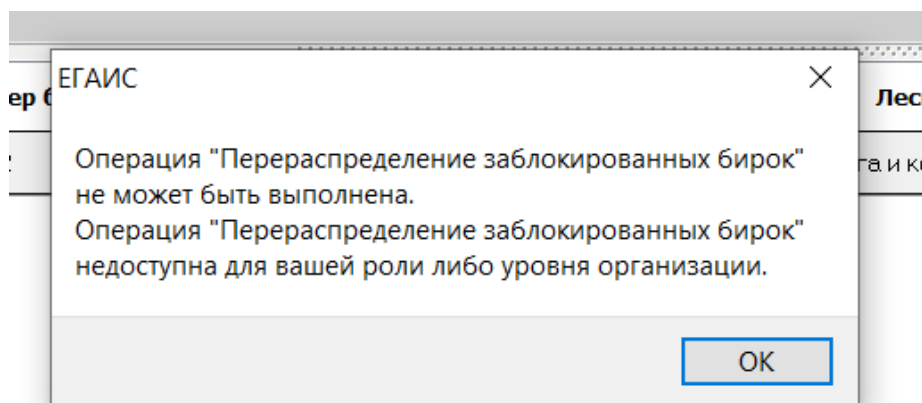 ЕГАИС
Лес
Операция "Перераспределение заблокированных бирок"
не может быть выполнена.
Операция "Перераспределение заблокированных бирок"
недоступна для вашей роли либо уровня организации.
OK